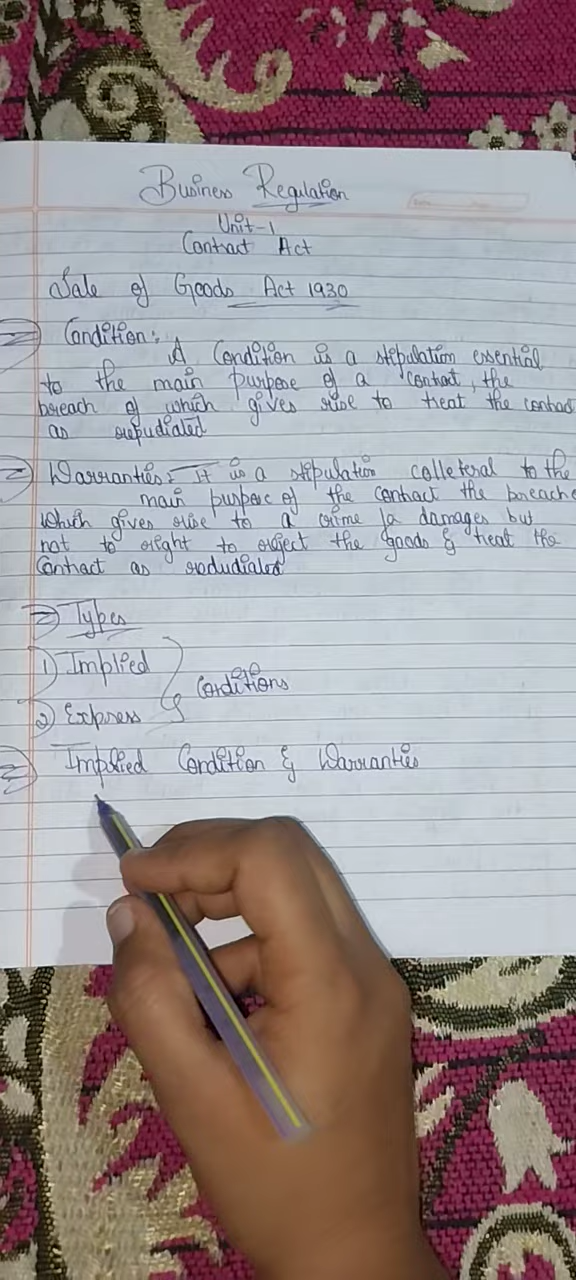 Business Regulation
Unit-1
Contract Act
Sale of Goods Act 1930
Condition:
A Condition is a stipulation essential
to the main purpose of a contract, the
breach of which gives rise to treat the contract
as repudiated
Warranties:- It is a stipulation colleteral to the
main purpose of the contract the breach
which gives rise to a crime for damages but
not to right to reject the goods & treat the
Contract as redudiated
Types
1) Implied
Conditions
2) Express
Implied Condition & Warranties